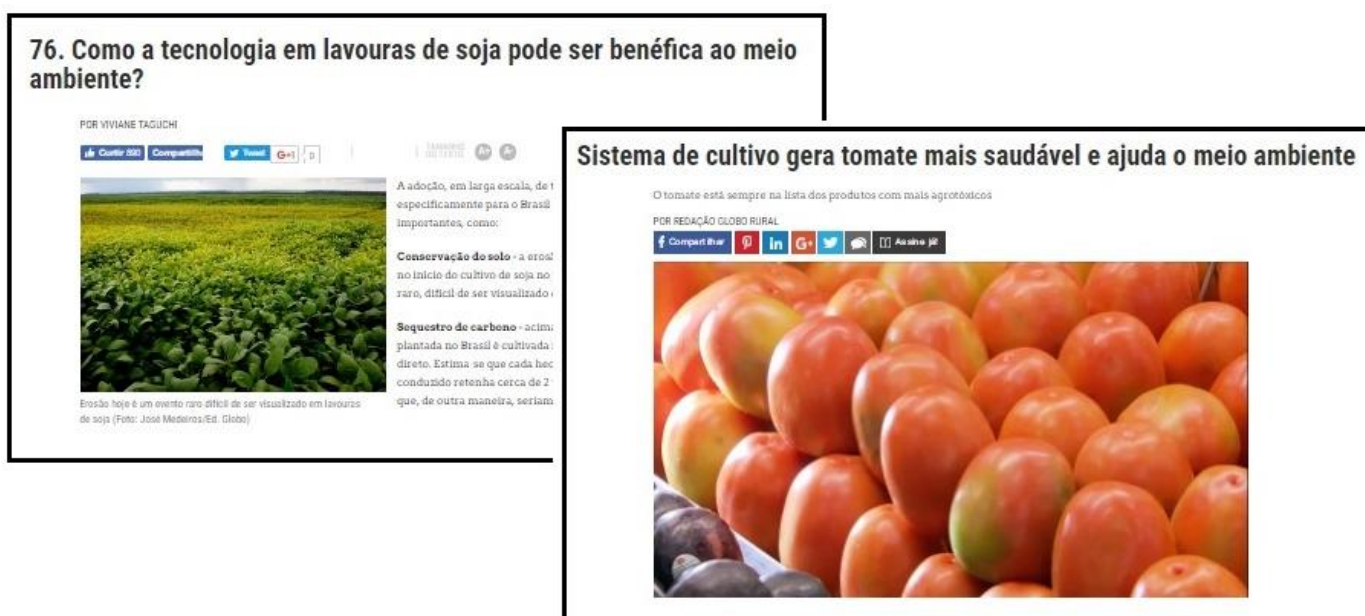 76. Como a tecnologia em lavouras de soja pode ser benéfica ao meio
ambiente?
POR VIVIANE TAGUCHI
Curtir Compartilh
Tweet G+1 0
TAMANHO
DO TEXTO A+ A-
A adoção, em larga escala, de
especificamente para o Brasil
importantes, como:
Conservação do solo - a
no início do cultivo de soja no
raro, difícil de ser visualizado
Sequestro de carbono -
plantada no Brasil é cultivada
direto. Estima-se que cada
conduzido retenha cerca de 2
que, de outra maneira, seriam
Erosão hoje é um evento raro difícil de ser visualizado em lavouras
de soja (Foto: José Medeiros/Ed. Globo)
Sistema de cultivo gera tomate mais saudável e ajuda o meio ambiente
O tomate está sempre na lista dos produtos com mais agrotóxicos
POR REDAÇÃO GLOBO RURAL
f Compartilhar in G+ Assine já!